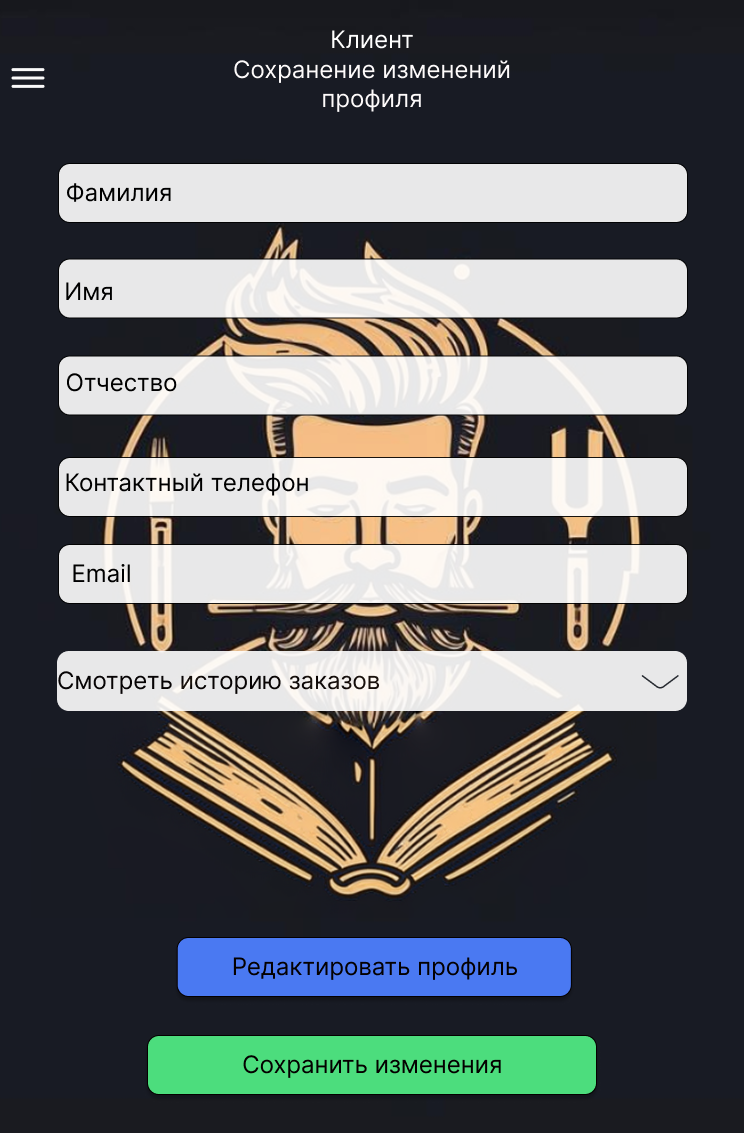 Клиент
Сохранение изменений
профиля
Фамилия
Имя
Отчество
Контактный телефон
Email
Смотреть историю заказов
Редактировать профиль
Сохранить изменения